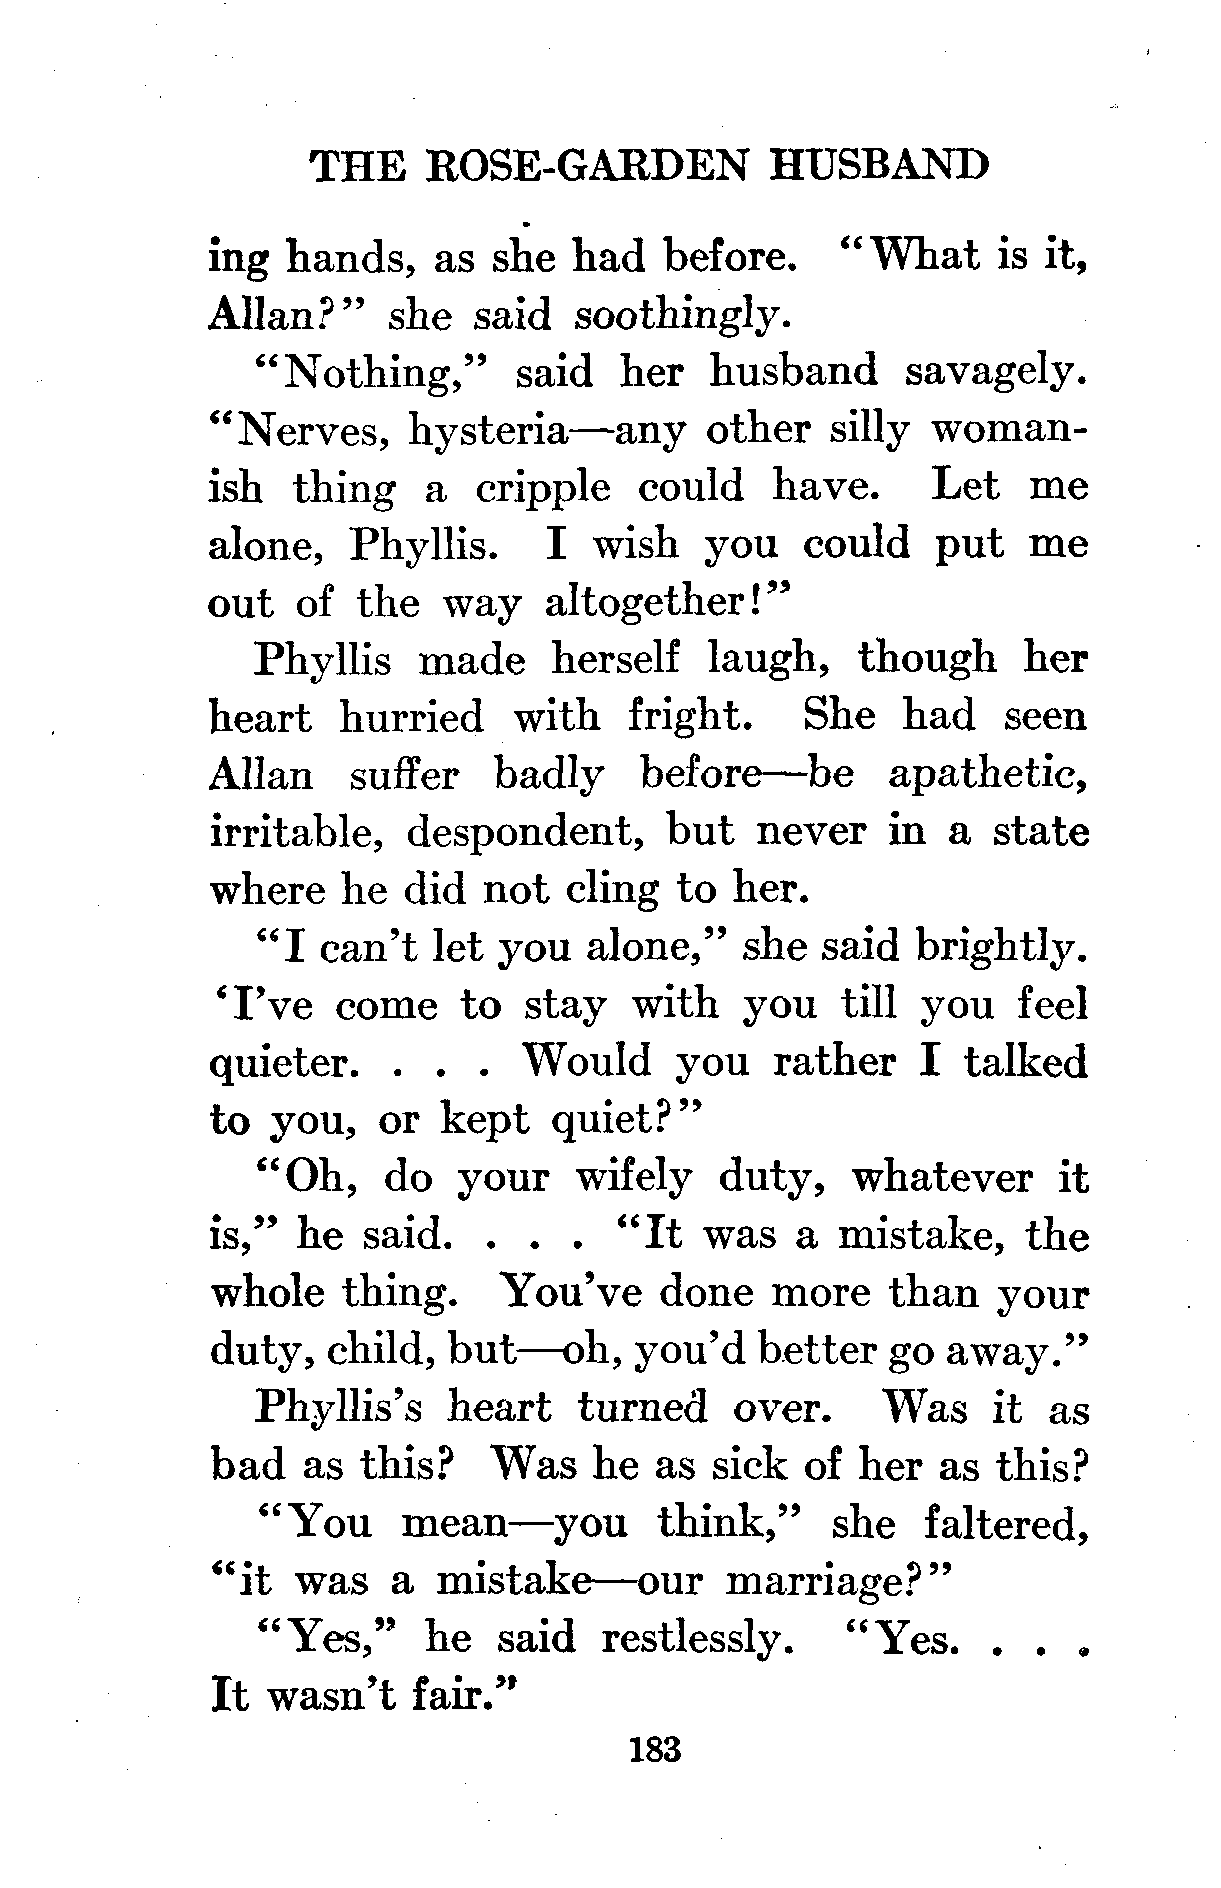 THE ROSE-GARDEN HUSBAND
ing hands, as she had before. "What is it,
Allan?" she said soothingly.
"Nothing," said her husband savagely.
"Nerves, hysteria—any other silly woman-
ish thing a cripple could have. Let me
alone, Phyllis. I wish you could put me
out of the way altogether!"
Phyllis made herself laugh, though her
heart hurried with fright. She had seen
Allan suffer badly before—be apathetic,
irritable, despondent, but never in a state
where he did not cling to her.
"I can't let you alone," she said brightly.
'I've come to stay with you till you feel
quieter. . . . Would you rather I talked
to you, or kept quiet?"
"Oh, do your wifely duty, whatever it
is," he said. . . . "It was a mistake, the
whole thing. You've done more than your
duty, child, but—oh, you'd better go away."
Phyllis's heart turned over. Was it as
bad as this? Was he as sick of her as this?
"You mean—you think," she faltered,
"it was a mistake—our marriage?"
"Yes," he said restlessly. "Yes. . . .
It wasn't fair."
183